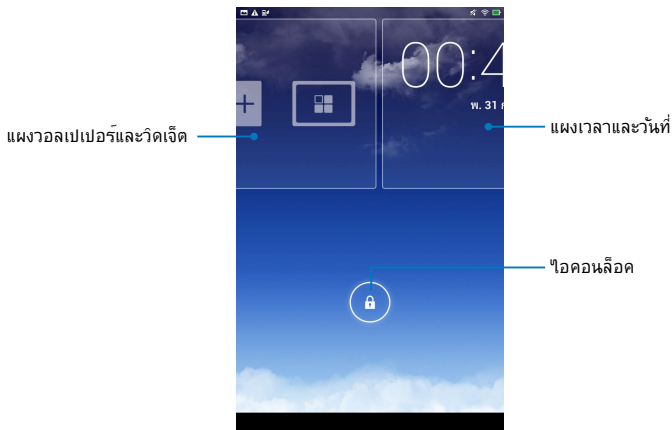 00:4
พ. 31 ก
แผงวอลเปเปอร์และวิดเจ็ต
แผงเวลาและวันที่
ไอคอนล็อค